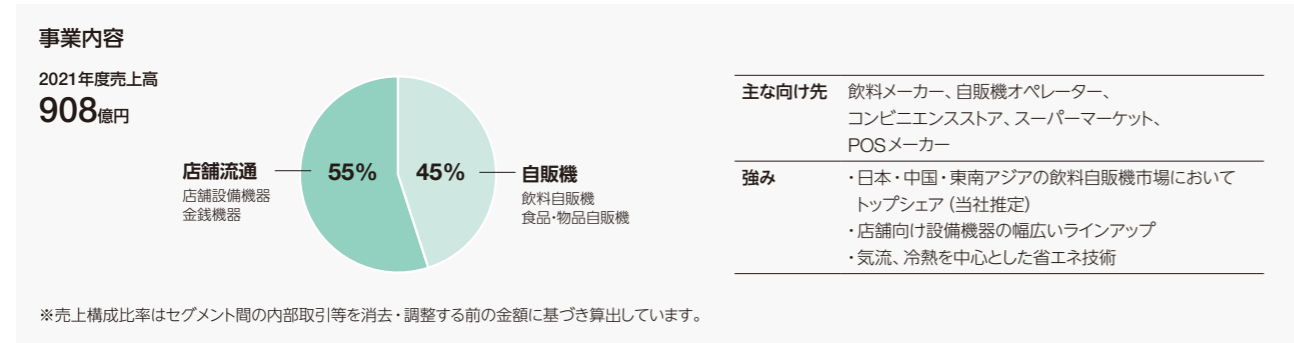 事業内容
2021年度売上高
908億円
店舗流通
店舗設備機器
金銭機器
55%
45%
自販機
飲料自販機
食品・物品自販機
主な向け先
飲料メーカー、自販機オペレーター、
コンビニエンスストア、スーパーマーケット、
POSメーカー
強み
・日本・中国・東南アジアの飲料自販機市場において
トップシェア（当社推定）
・店舗向け設備機器の幅広いラインアップ
・気流、冷熱を中心とした省エネ技術
※売上構成比率はセグメント間の内部取引等を消去・調整する前の金額に基づき算出しています。